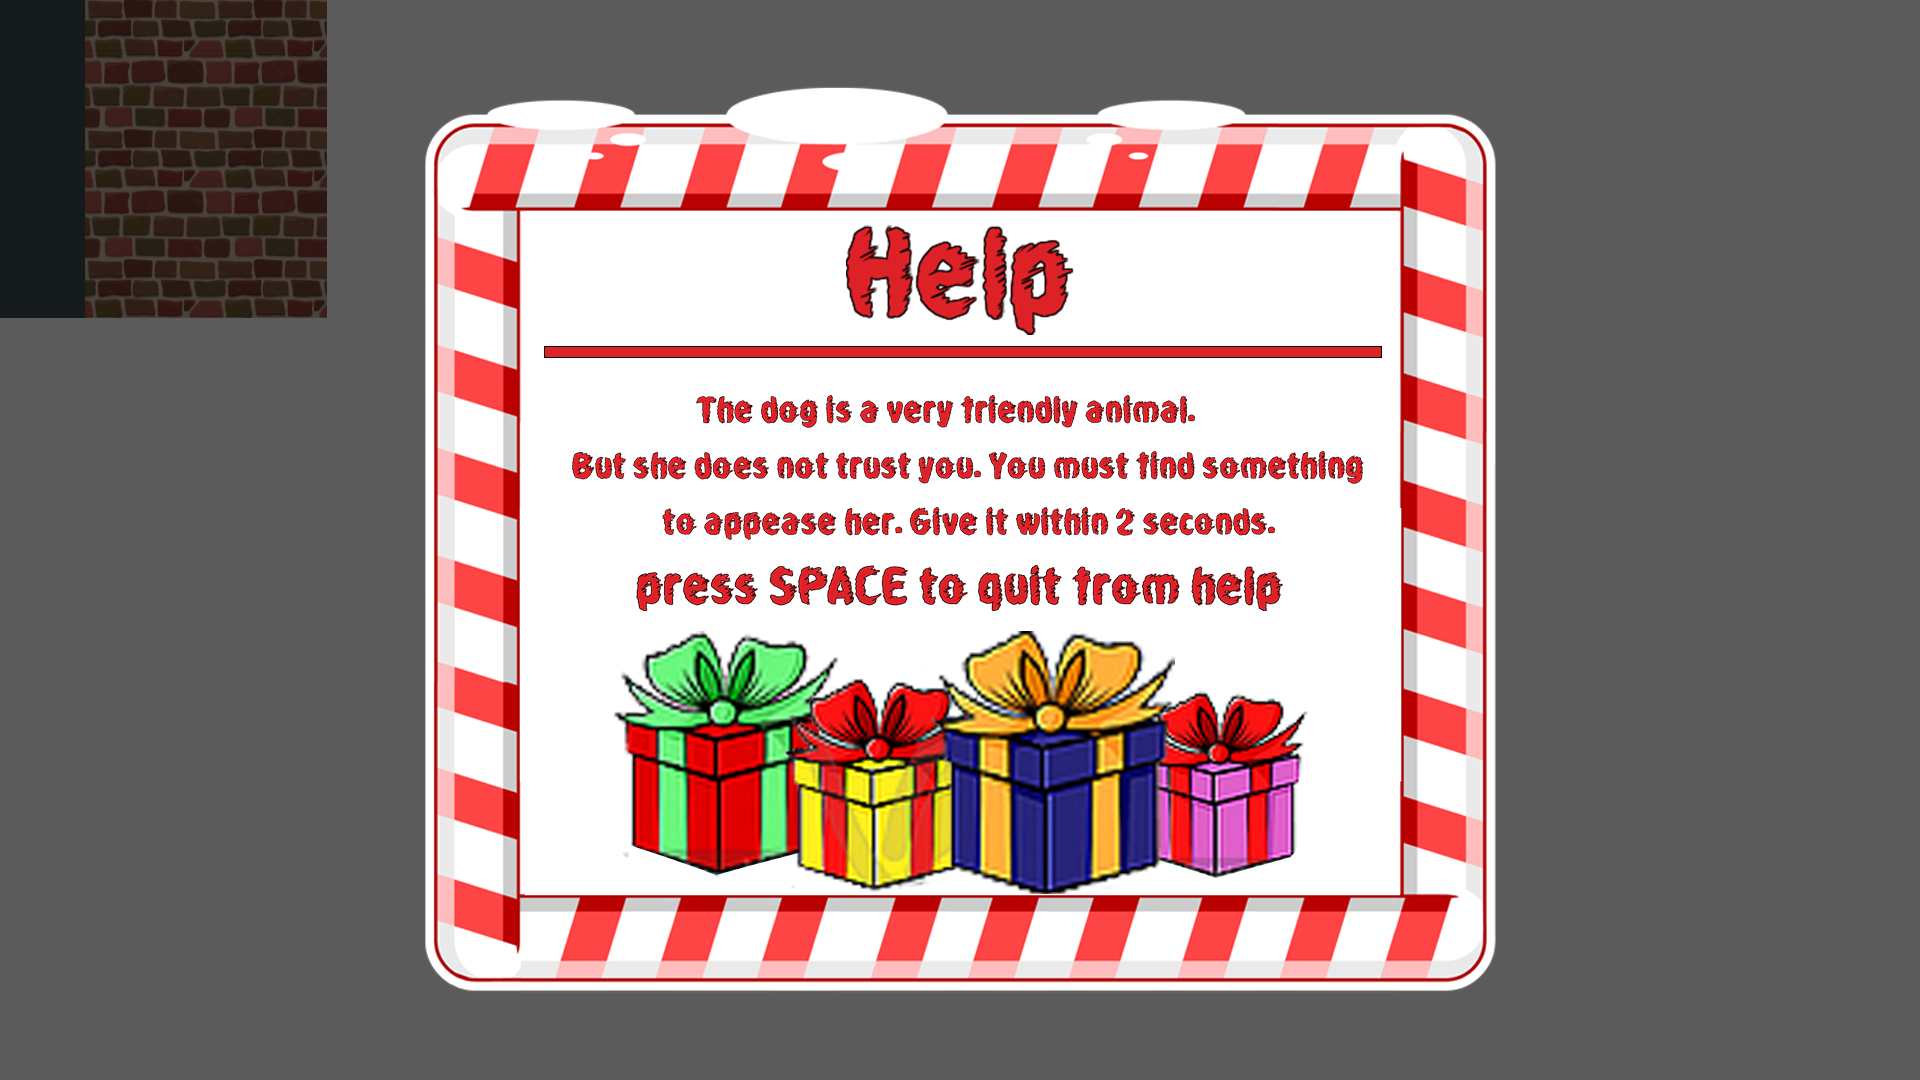 Help
The dog is a very friendly animal.
But she does not trust you. You must find something
to appease her. Give it within 2 seconds.
press SPACE to quit from help